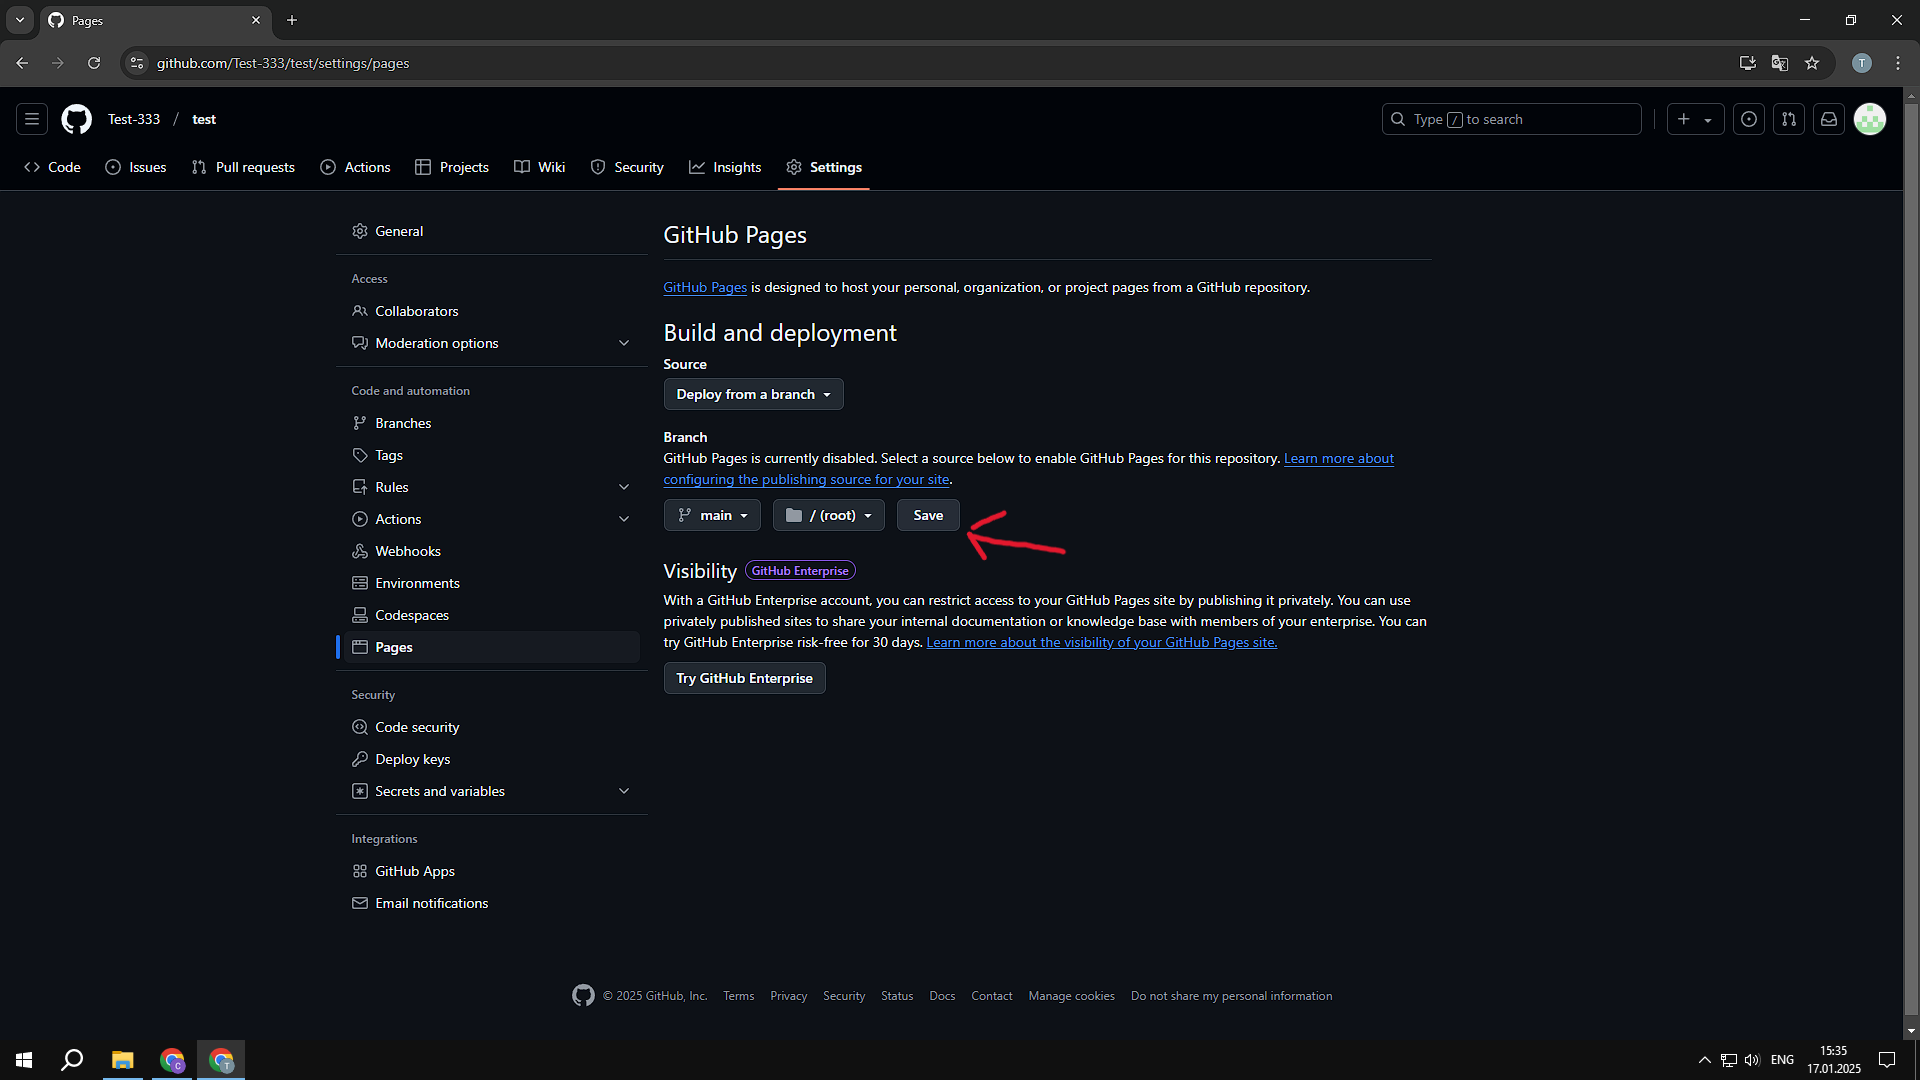 Pages
github.com/Test-333/test/settings/pages
T
Test-333 / test
Type / to search
Code
Issues
Pull requests
Actions
Projects
Wiki
Security
Insights
Settings
General
Access
Collaborators
Moderation options
Code and automation
Branches
Tags
Rules
Actions
Webhooks
Environments
Codespaces
Pages
Security
Code security
Deploy keys
Secrets and variables
Integrations
GitHub Apps
Email notifications
GitHub Pages
GitHub Pages is designed to host your personal, organization, or project pages from a GitHub repository.
Build and deployment
Source
Deploy from a branch
Branch
GitHub Pages is currently disabled. Select a source below to enable GitHub Pages for this repository. Learn more about
configuring the publishing source for your site.
main
/ (root)
Save
Visibility GitHub Enterprise
With a GitHub Enterprise account, you can restrict access to your GitHub Pages site by publishing it privately. You can use
privately published sites to share your internal documentation or knowledge base with members of your enterprise. You can
try GitHub Enterprise risk-free for 30 days. Learn more about the visibility of your GitHub Pages site.
Try GitHub Enterprise
© 2025 GitHub, Inc. Terms Privacy Security Status Docs Contact Manage cookies Do not share my personal information
C
T
ENG
15:35
17.01.2025